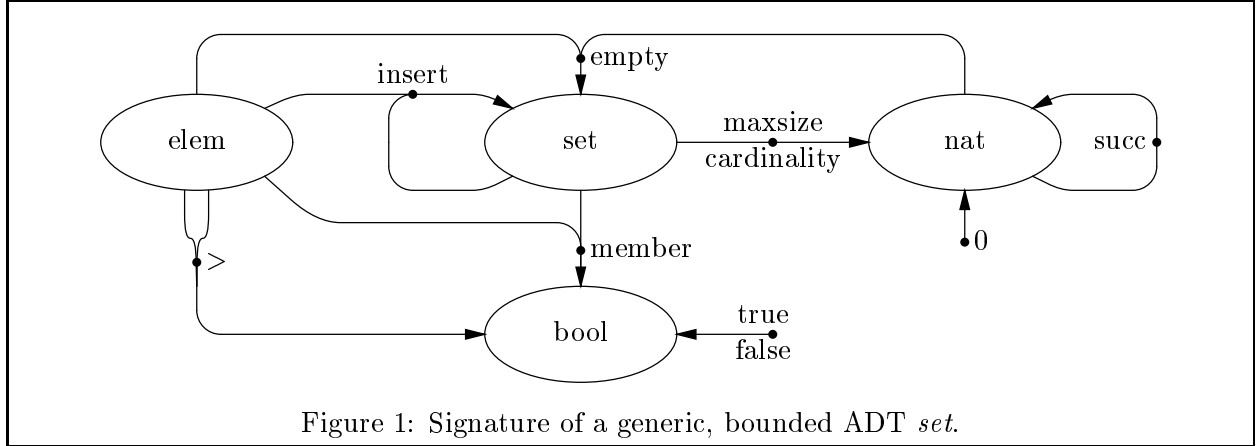 empty
insert
elem
set
maxsize
cardinality
nat
succ
>
member
0
bool
true
false
Figure 1: Signature of a generic, bounded ADT set.